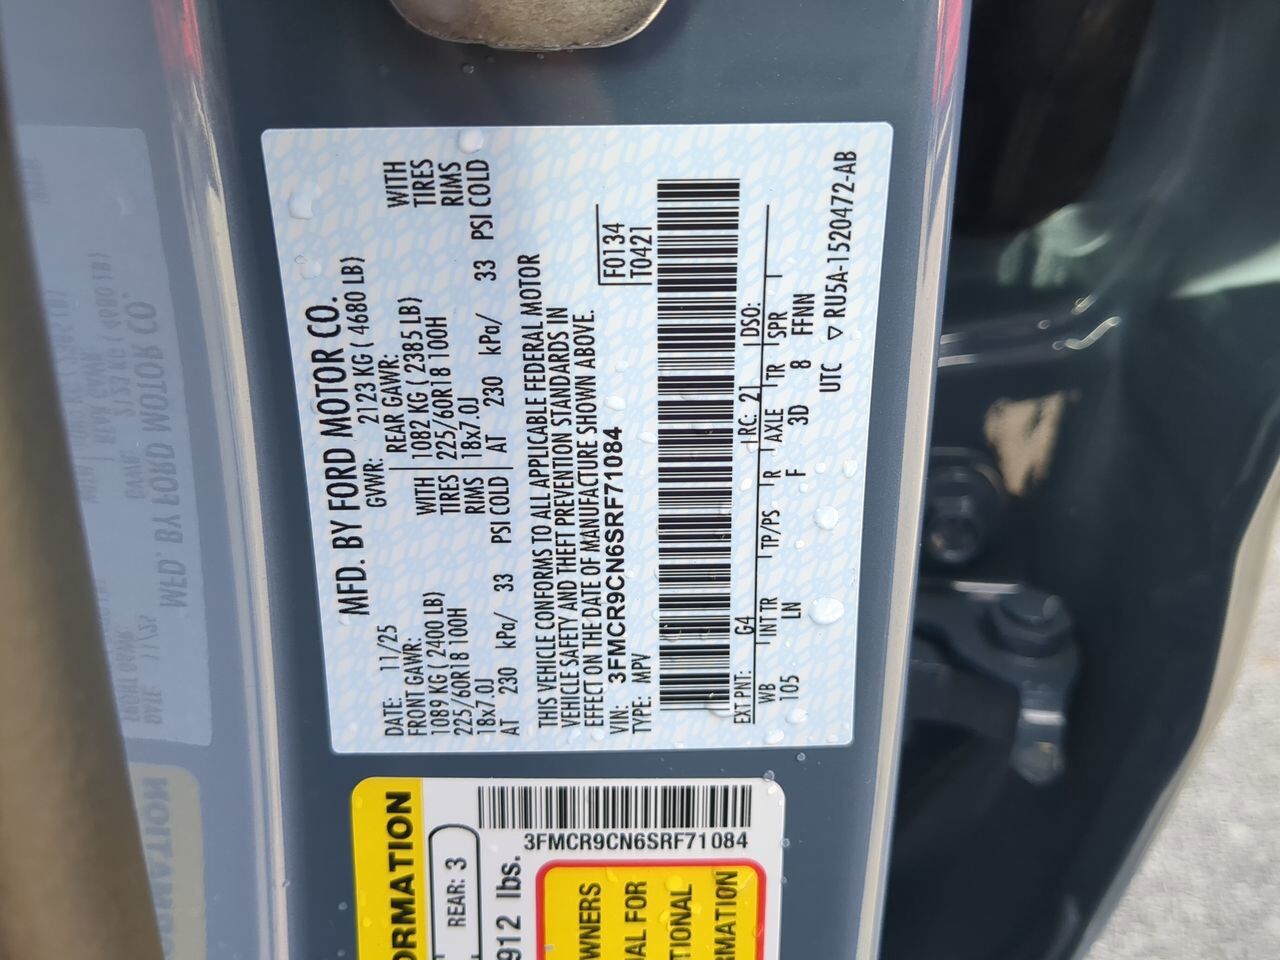 MFD. BY FORD MOTOR CO.
DATE: 11/25 GVWR: 2123 KG ( 4680 LB)
FRONT GAWR: REAR GAWR:
1089 KG ( 2400 LB) WITH 1082 KG ( 2385 LB) WITH
225/60R18 100H TIRES 225/60R18 100H TIRES
18x7.0J RIMS 18x7.0J RIMS
AT 230 kPa/ 33 PSI COLD AT 230 kPa/ 33 PSI COLD
THIS VEHICLE CONFORMS TO ALL APPLICABLE FEDERAL MOTOR
VEHICLE SAFETY AND THEFT PREVENTION STANDARDS IN
EFFECT ON THE DATE OF MANUFACTURE SHOWN ABOVE.
VIN: 3FMCR9CN6SRF71084 F0134
TYPE: MPV T0421
EXT PNT: G4 RC: 21 DSO:
WB INT TR TP/PS R AXLE TR SPR
105 LN F 3D 8 FFNN
UTC ▽ RU5A-1520472-AB
ORMATION
REAR: 3
912 lbs.
3FMCR9CN6SRF71084
WNERS
UAL FOR
TIONAL
RMATION